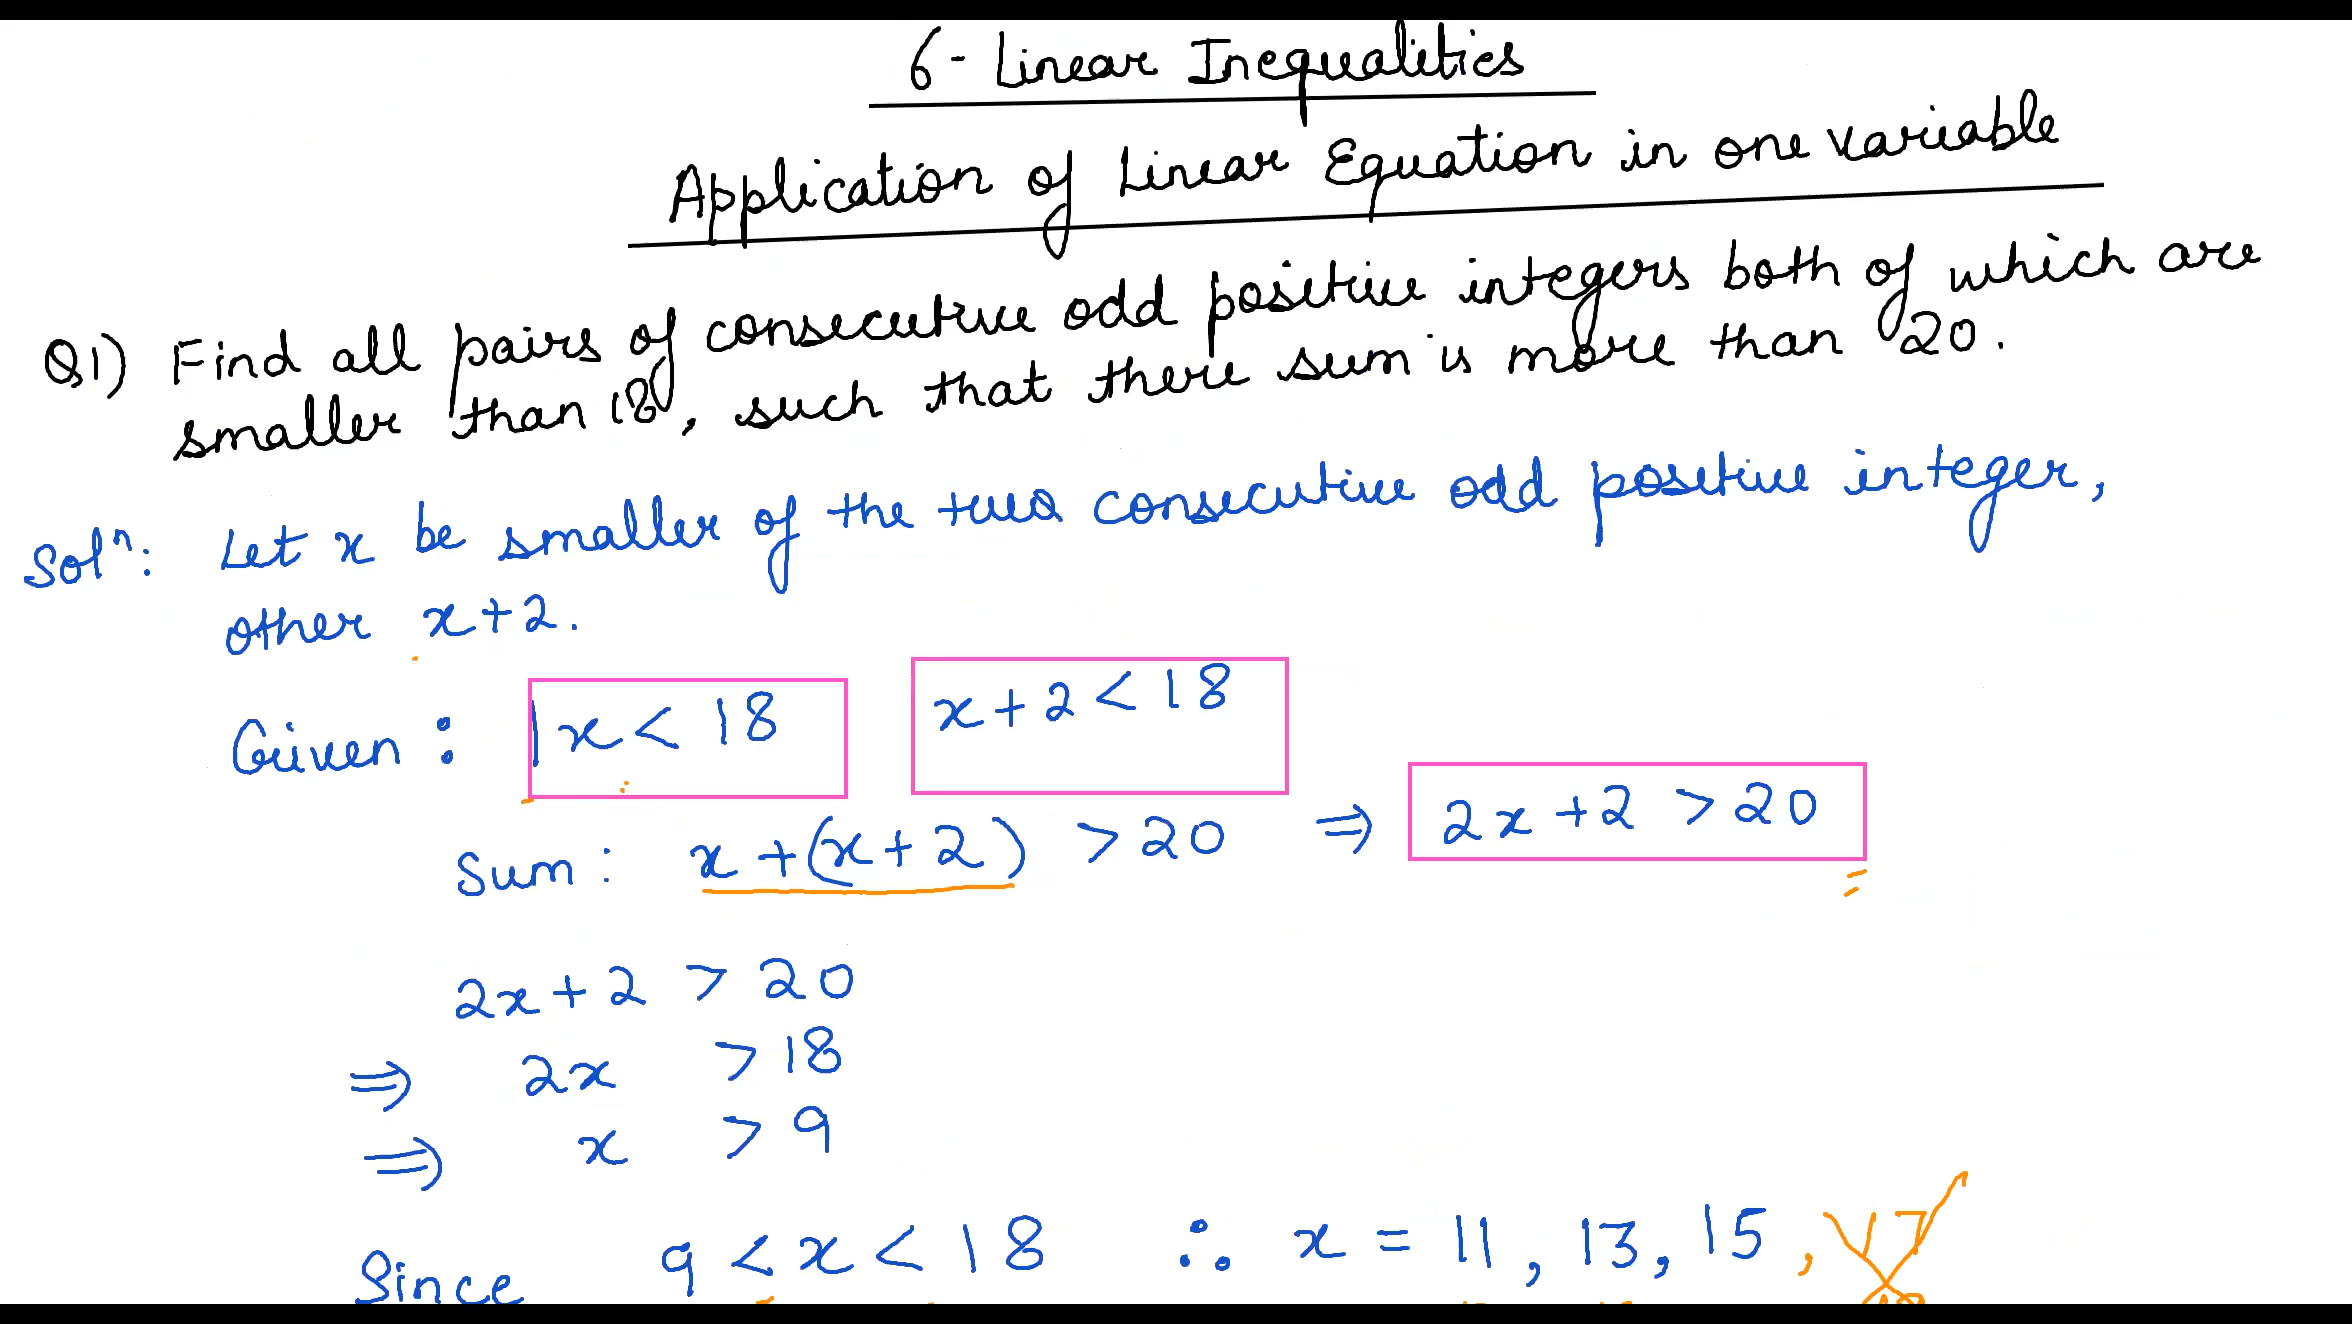 6- Linear Inequalities
Application of Linear Equation in one variable
Q1) Find all pairs of consecutive odd positive integers both of which are
smaller than 18, such that there sum is more than 20.
Solⁿ: Let x be smaller of the two consecutive odd positive integer,
other x+2.
Given : x < 18 x+2 < 18
Sum : x +(x+2) > 20 ⇒ 2x +2 > 20
2x+2 > 20
⇒ 2x > 18
⇒ x > 9
Since 9 < x < 18 ∴ x = 11, 13, 15, 17